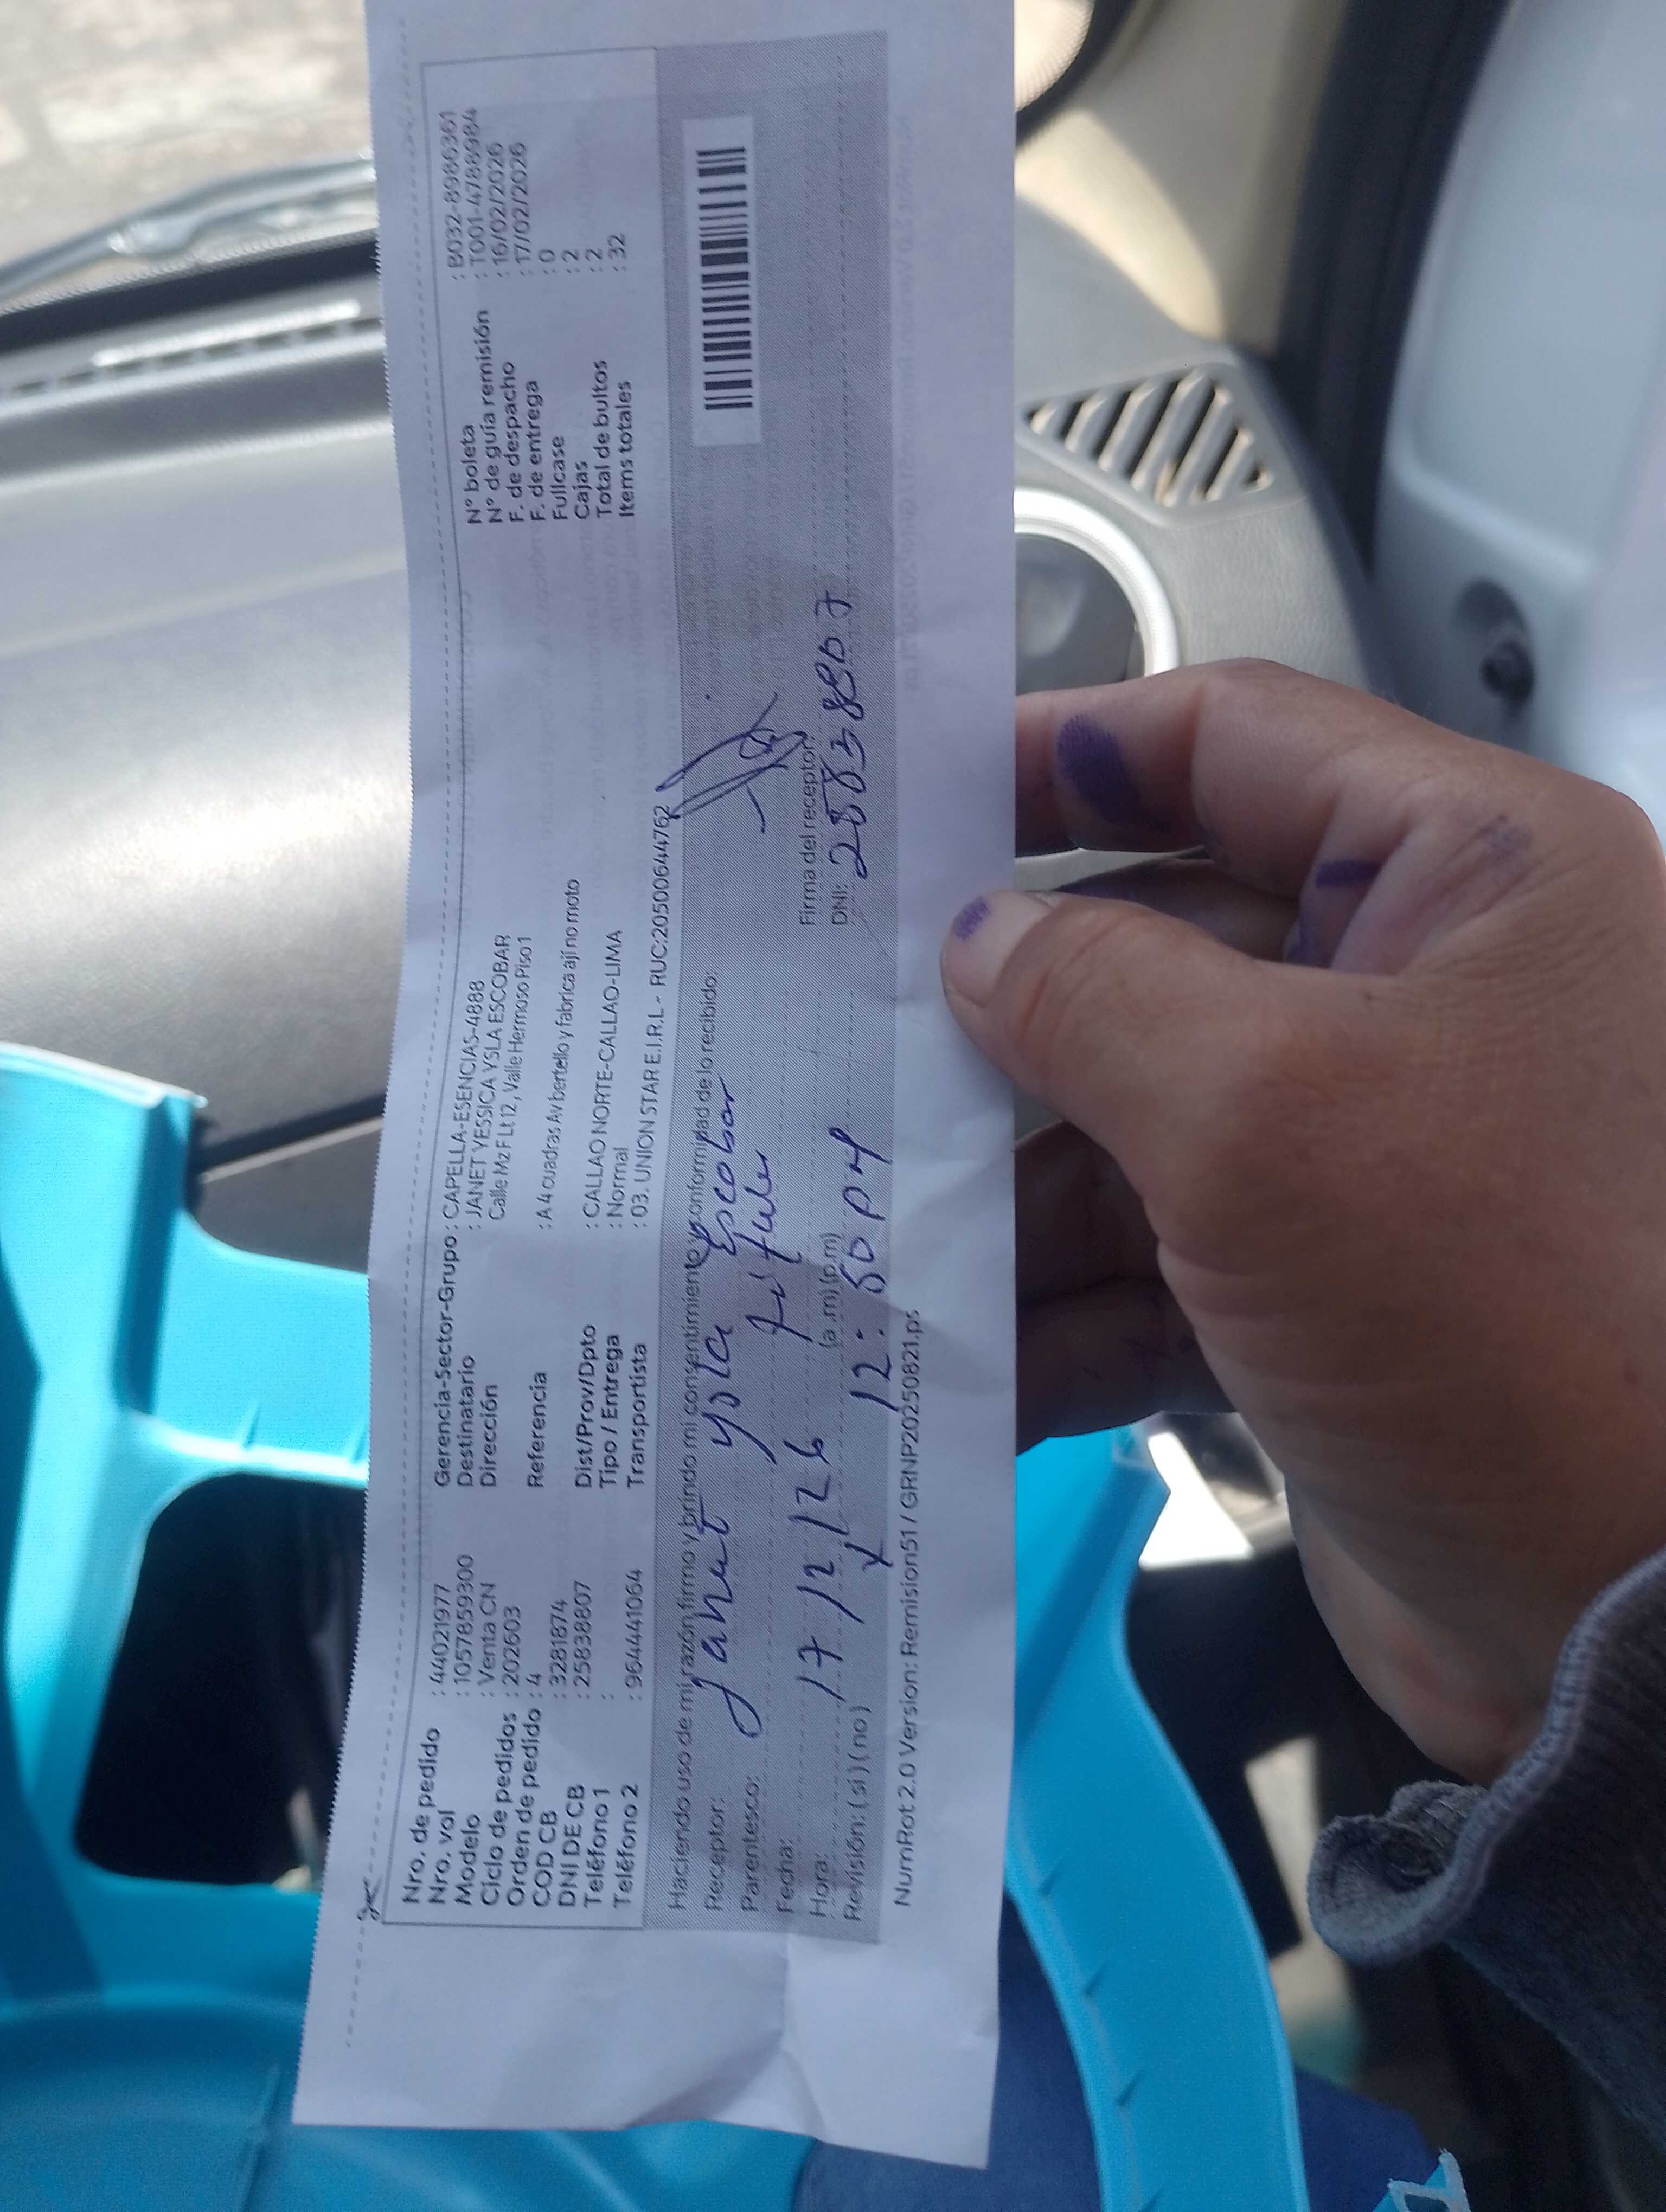 Nro. de pedido : 44021977
Nro. vol : 1057859300
Modelo : Venta CN
Ciclo de pedidos : 202603
Orden de pedido : 4
COD CB : 3281874
DNI DE CB : 25838807
Teléfono 1 :
Teléfono 2 : 964441064
Gerencia-Sector-Grupo : CAPELLA-ESENCIAS-4888
Destinatario : JANET YESSICA YSLA ESCOBAR
Dirección Calle Mz F Lt 12, Valle Hermoso Piso 1
Referencia : A 4 cuadras Av bertello y fabrica aji no moto
Dist/Prov/Dpto : CALLAO NORTE-CALLAO-LIMA
Tipo / Entrega : Normal
Transportista : 03. UNION STAR E.I.R.L - RUC:20500644762
N° boleta : B032-8986361
N° de guía remisión : T001-4788984
F. de despacho : 16/02/2026
F. de entrega : 17/02/2026
Fullcase : 0
Cajas : 2
Total de bultos : 2
Items totales : 32
Haciendo uso de mi razón firmo y brindo mi consentimiento y conformidad de lo recibido:
Receptor: Janet Ysla Escobar
Parentesco: titular
Fecha: 17/2/26
Hora: 12:50 PM (a.m)(p.m)
Revisión: (si) (no)
Firma del receptor:
DNI: 25838807
NumRot 2.0 Version: Remision51 / GRNP20250821.ps